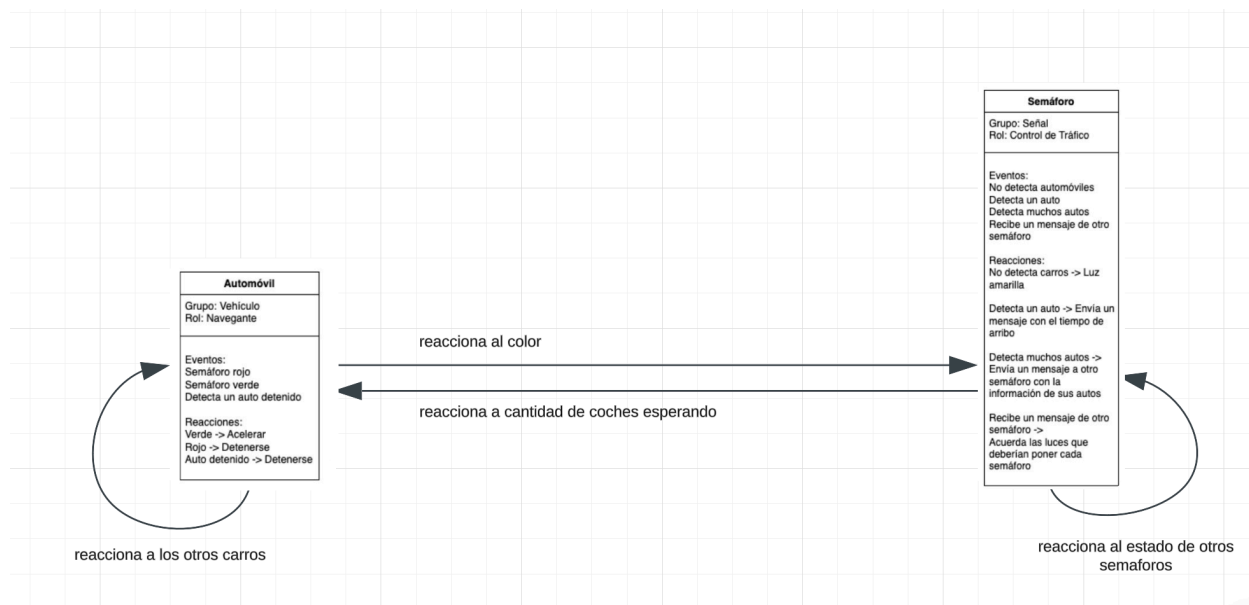 Automóvil
Grupo: Vehículo
Rol: Navegante
Eventos:
Semáforo rojo
Semáforo verde
Detecta un auto detenido
Reacciones:
Verde -> Acelerar
Rojo -> Detenerse
Auto detenido -> Detenerse
reacciona a los otros carros
reacciona al color
reacciona a cantidad de coches esperando
Semáforo
Grupo: Señal
Rol: Control de Tráfico
Eventos:
No detecta automóviles
Detecta un auto
Detecta muchos autos
Recibe un mensaje de otro
semáforo
Reacciones:
No detecta carros -> Luz
amarilla
Detecta un auto -> Envía un
mensaje con el tiempo de
arribo
Detecta muchos autos ->
Envía un mensaje a otro
semáforo con la
información de sus autos
Recibe un mensaje de otro
semáforo ->
Acuerda las luces que
deberían poner cada
semáforo
reacciona al estado de otros
semaforos